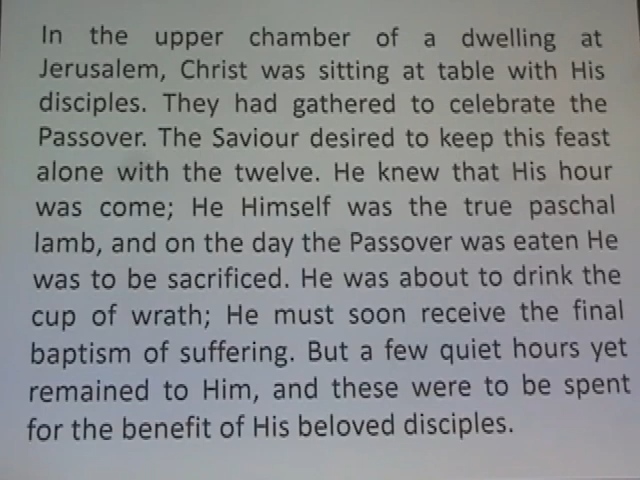 In the upper chamber of a dwelling at
Jerusalem, Christ was sitting at table with His
disciples. They had gathered to celebrate the
Passover. The Saviour desired to keep this feast
alone with the twelve. He knew that His hour
was come; He Himself was the true paschal
lamb, and on the day the Passover was eaten He
was to be sacrificed. He was about to drink the
cup of wrath; He must soon receive the final
baptism of suffering. But a few quiet hours yet
remained to Him, and these were to be spent
for the benefit of His beloved disciples.